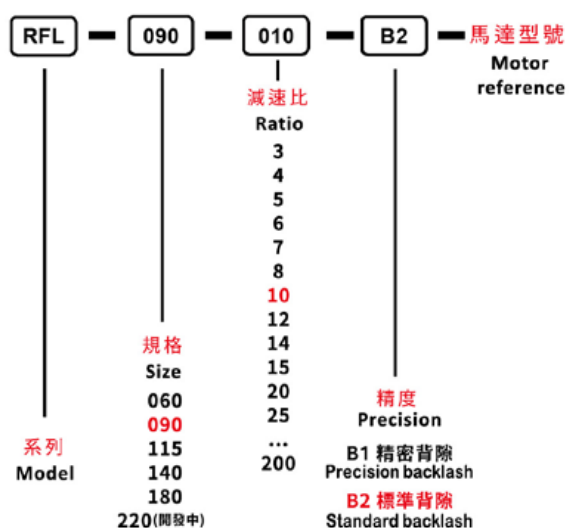 RFL — 090 — 010 — B2 — 馬達型號
Motor
reference
減速比
Ratio
3
4
5
6
7
8
10
12
14
15
20
25
...
200
規格
Size
060
090
115
140
180
220(開發中)
精度
Precision
B1 精密背隙
Precision backlash
B2 標準背隙
Standard backlash
系列
Model